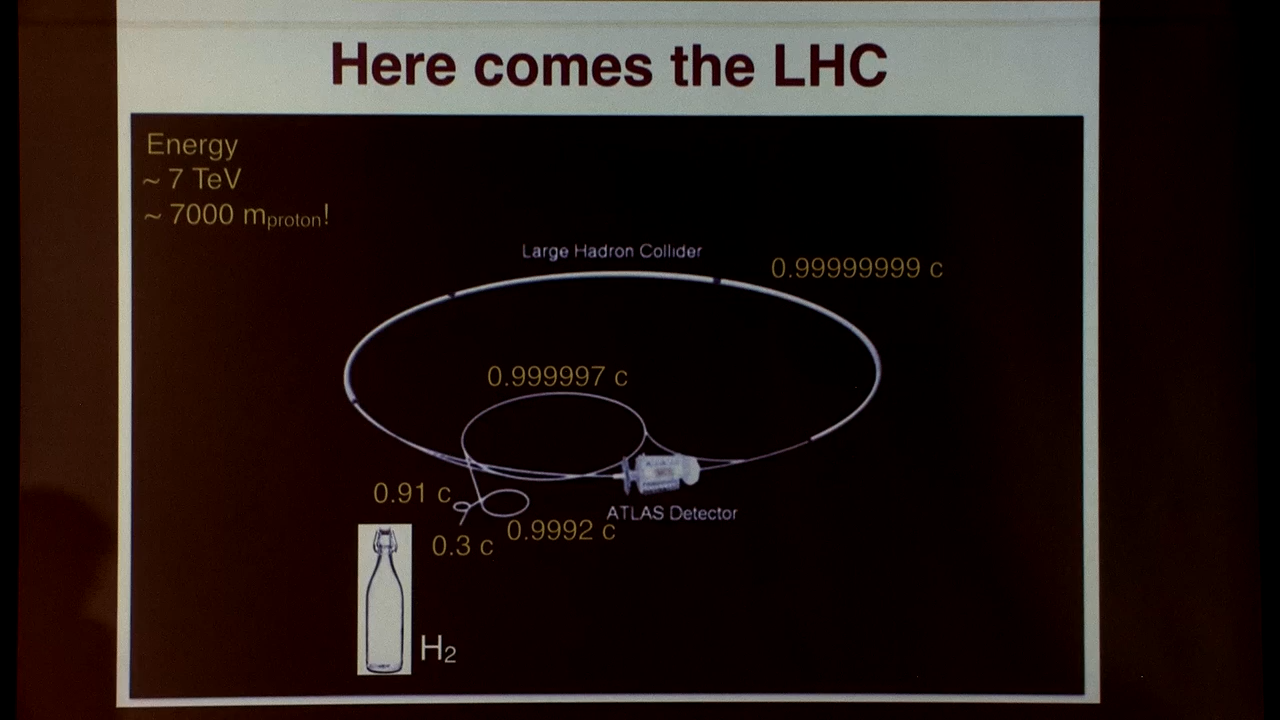 Here comes the LHC
Energy
~ 7 TeV
~ 7000 mproton!
Large Hadron Collider
0.99999999 c
0.999997 c
0.91 c
ATLAS Detector
0.9992 c
0.3 c
H2